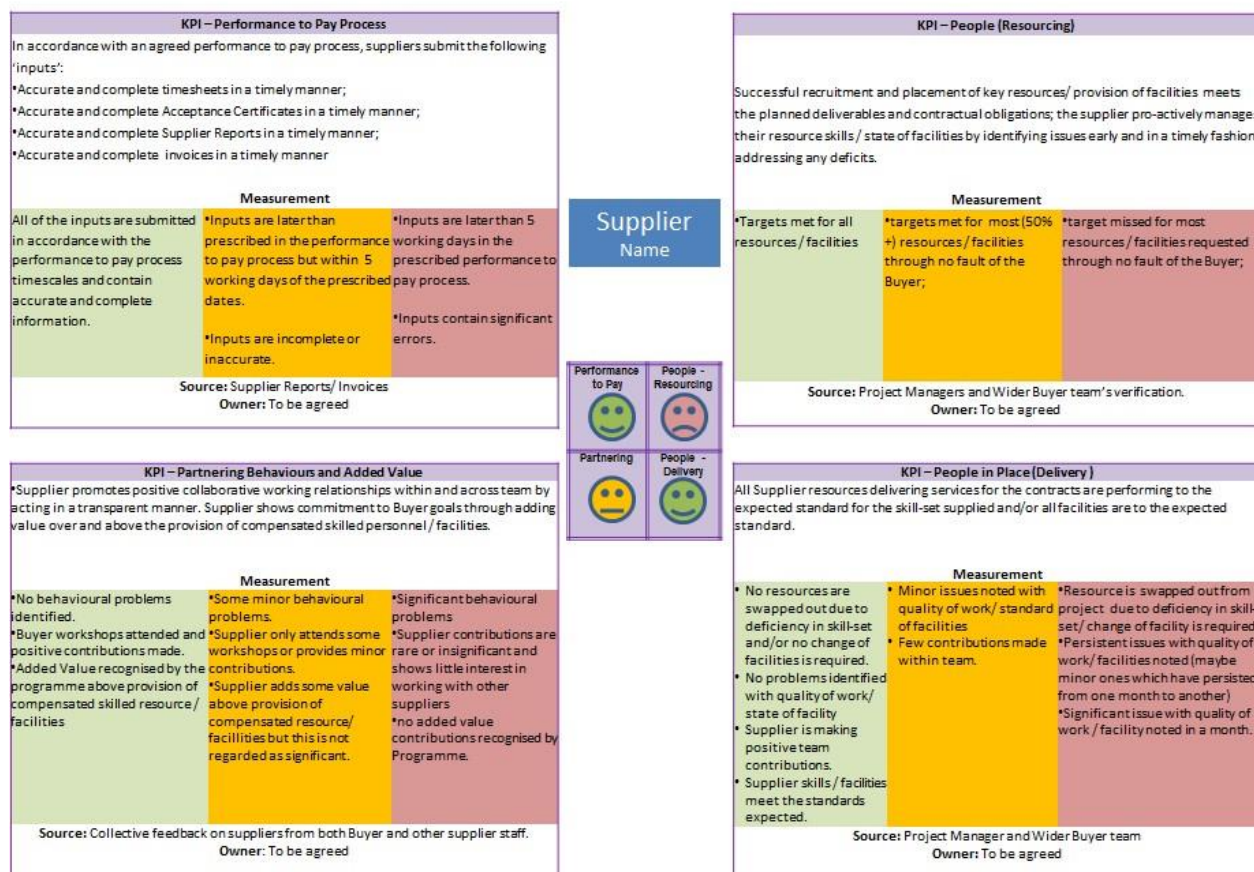 KPI – Performance to Pay Process
In accordance with an agreed performance to pay process, suppliers submit the following
'inputs':
•Accurate and complete timesheets in a timely manner;
•Accurate and complete Acceptance Certificates in a timely manner;
•Accurate and complete Supplier Reports in a timely manner;
•Accurate and complete invoices in a timely manner
Measurement
All of the inputs are submitted
in accordance with the
performance to pay process
timescales and contain
accurate and complete
information.
•Inputs are later than
prescribed in the performance
to pay process but within 5
working days of the prescribed
dates.
•Inputs are incomplete or
inaccurate.
•Inputs are later than 5
working days in the
prescribed performance to
pay process.
•Inputs contain significant
errors.
Source: Supplier Reports/ Invoices
Owner: To be agreed
KPI – People (Resourcing)
Successful recruitment and placement of key resources/ provision of facilities meets
the planned deliverables and contractual obligations; the supplier pro-actively manage
their resource skills / state of facilities by identifying issues early and in a timely fashion
addressing any deficits.
Measurement
•Targets met for all
resources / facilities
•targets met for most (50%
+) resources / facilities
through no fault of the
Buyer;
•target missed for most
resources / facilities requested
through no fault of the Buyer;
Source: Project Managers and Wider Buyer team's verification.
Owner: To be agreed
Supplier
Name
Performance
to Pay
People -
Resourcing
Partnering
People -
Delivery
KPI – Partnering Behaviours and Added Value
•Supplier promotes positive collaborative working relationships within and across team by
acting in a transparent manner. Supplier shows commitment to Buyer goals through adding
value over and above the provision of compensated skilled personnel / facilities.
Measurement
•No behavioural problems
identified.
•Buyer workshops attended and
positive contributions made.
•Added Value recognised by the
programme above provision of
compensated skilled resource /
facilities
•Some minor behavioural
problems.
•Supplier only attends some
workshops or provides minor
contributions.
•Supplier adds some value
above provision of
compensated resource/
facillities but this is not
regarded as significant.
•Significant behavioural
problems
•Supplier contributions are
rare or insignificant and
shows little interest in
working with other
suppliers
•no added value
contributions recognised by
Programme.
Source: Collective feedback on suppliers from both Buyer and other supplier staff.
Owner: To be agreed
KPI – People in Place (Delivery )
All Supplier resources delivering services for the contracts are performing to the
expected standard for the skill-set supplied and/or all facilities are to the expected
standard.
Measurement
• No resources are
swapped out due to
deficiency in skill-set
and/or no change of
facilities is required.
• No problems identified
with quality of work/
state of facility
• Supplier is making
positive team
contributions.
• Supplier skills / facilities
meet the standards
expected.
• Minor issues noted with
quality of work/ standard
of facilities
• Few contributions made
within team.
•Resource is swapped out from
project due to deficiency in skill-
set/ change of facility is required
•Persistent issues with quality of
work/ facilities noted (maybe
minor ones which have persisted
from one month to another)
•Significant issue with quality of
work / facility noted in a month.
Source: Project Manager and Wider Buyer team
Owner: To be agreed